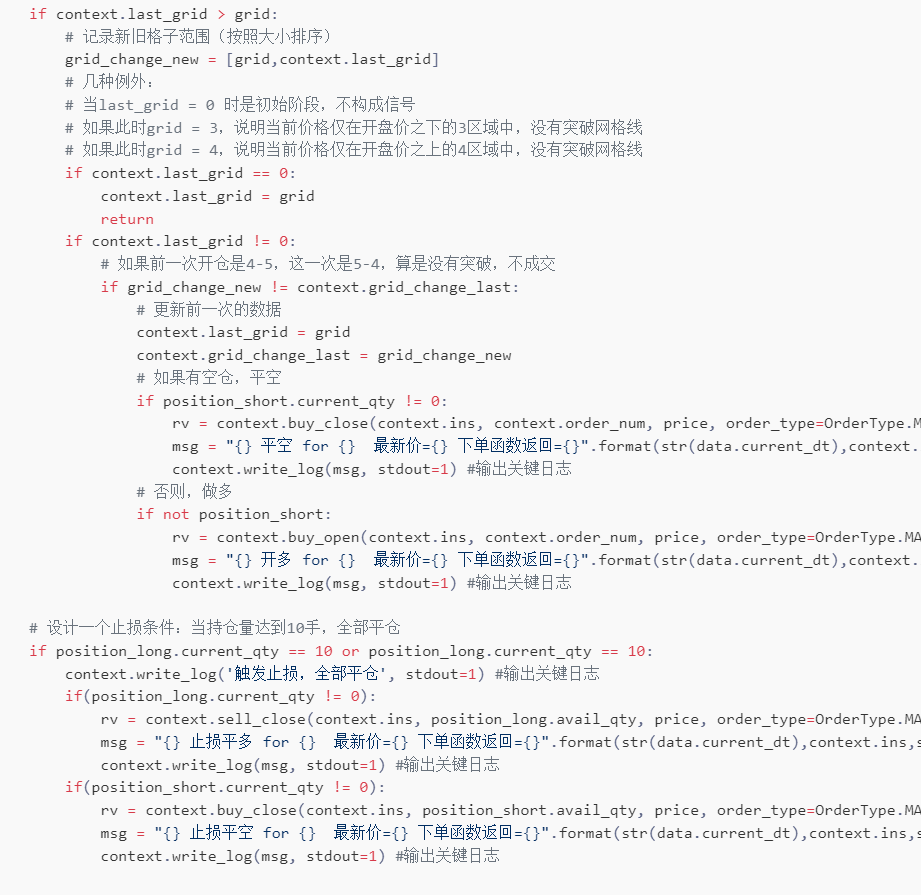 if context.last_grid > grid:
# 记录新旧格子范围（按照大小排序）
grid_change_new = [grid,context.last_grid]
# 几种例外：
# 当last_grid = 0 时是初始阶段，不构成信号
# 如果此时grid = 3，说明当前价格仅在开盘价之下的3区域中，没有突破网格线
# 如果此时grid = 4，说明当前价格仅在开盘价之上的4区域中，没有突破网格线
if context.last_grid == 0:
context.last_grid = grid
return
if context.last_grid != 0:
# 如果前一次开仓是4-5，这一次是5-4，算是没有突破，不成交
if grid_change_new != context.grid_change_last:
# 更新前一次的数据
context.last_grid = grid
context.grid_change_last = grid_change_new
# 如果有空仓，平空
if position_short.current_qty != 0:
rv = context.buy_close(context.ins, context.order_num, price, order_type=OrderType.M
msg = "{} 平空 for {}  最新价={} 下单函数返回={}".format(str(data.current_dt),context.
context.write_log(msg, stdout=1) #输出关键日志
# 否则，做多
if not position_short:
rv = context.buy_open(context.ins, context.order_num, price, order_type=OrderType.MA
msg = "{} 开多 for {}  最新价={} 下单函数返回={}".format(str(data.current_dt),context.
context.write_log(msg, stdout=1) #输出关键日志
# 设计一个止损条件：当持仓量达到10手，全部平仓
if position_long.current_qty == 10 or position_long.current_qty == 10:
context.write_log('触发止损，全部平仓', stdout=1) #输出关键日志
if(position_long.current_qty != 0):
rv = context.sell_close(context.ins, position_long.avail_qty, price, order_type=OrderType.MA
msg = "{} 止损平多 for {}  最新价={} 下单函数返回={}".format(str(data.current_dt),context.ins,s
context.write_log(msg, stdout=1) #输出关键日志
if(position_short.current_qty != 0):
rv = context.buy_close(context.ins, position_short.avail_qty, price, order_type=OrderType.MA
msg = "{} 止损平空 for {}  最新价={} 下单函数返回={}".format(str(data.current_dt),context.ins,s
context.write_log(msg, stdout=1) #输出关键日志